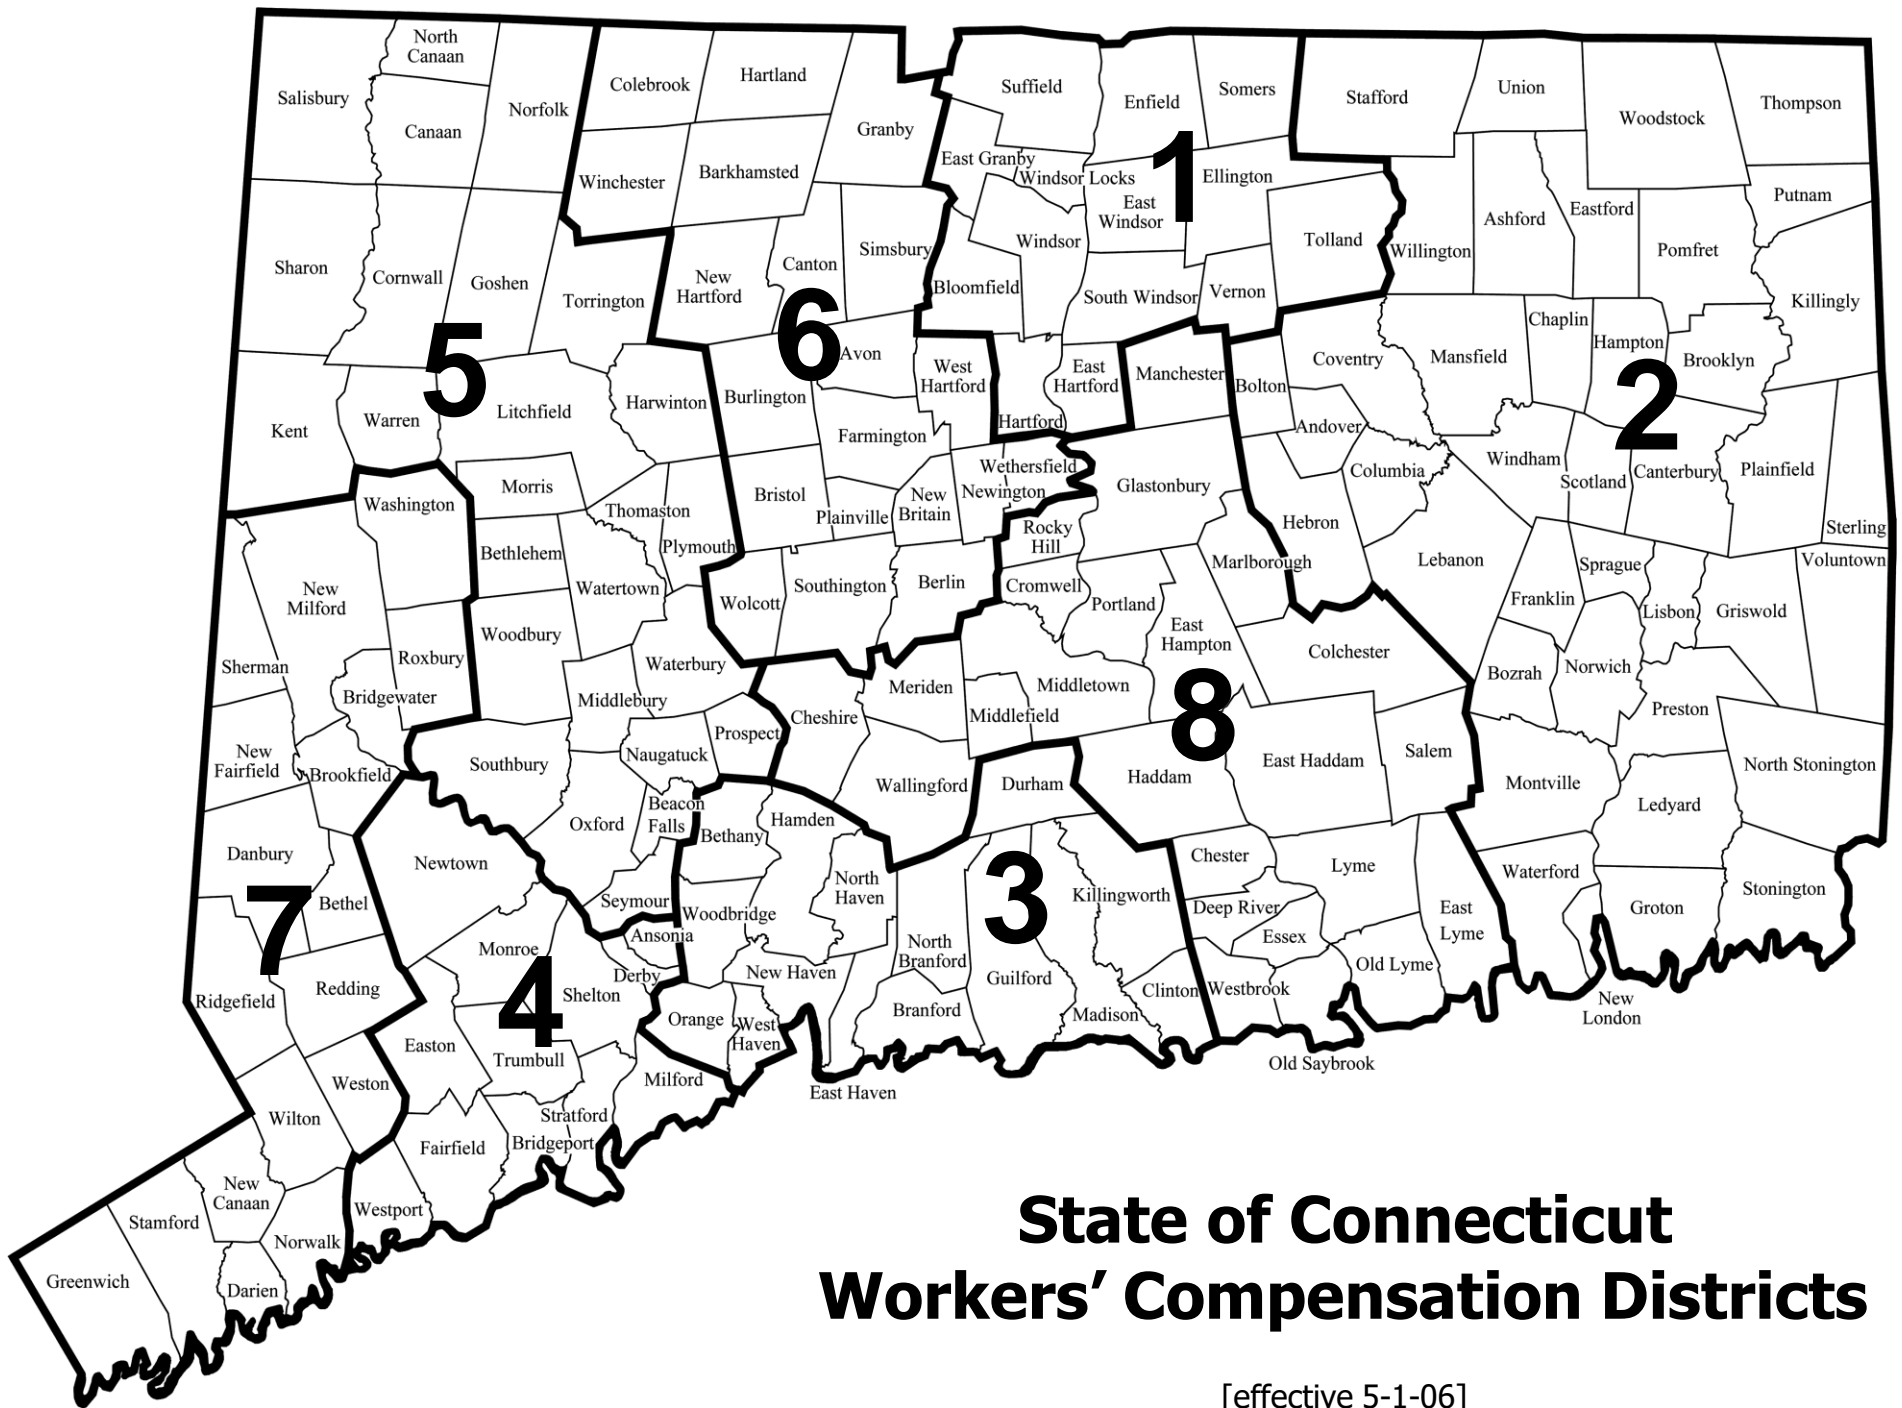 North
Canaan
Salisbury
Canaan
Norfolk
Colebrook
Hartland
Granby
Suffield
Enfield
Somers
Stafford
Union
Woodstock
Thompson
Winchester
Barkhamsted
East Granby
Windsor Locks
1
Ellington
East
Windsor
Tolland
Willington
Ashford
Eastford
Putnam
Pomfret
Sharon
Cornwall
Goshen
Torrington
New
Hartford
Canton
Simsbury
Windsor
Bloomfield
South Windsor
Vernon
Killingly
5
6
Avon
West
Hartford
East
Hartford
Hartford
Manchester
Bolton
Coventry
Mansfield
Chaplin
Hampton
Brooklyn
2
Kent
Warren
Litchfield
Harwinton
Burlington
Farmington
Andover
Columbia
Windham
Scotland
Canterbury
Plainfield
Sterling
Washington
Morris
Thomaston
Plymouth
Bristol
Plainville
New
Britain
Wethersfield
Newington
Rocky
Hill
Glastonbury
Hebron
Marlborough
Lebanon
Sprague
Voluntown
New
Milford
Bethlehem
Watertown
Wolcott
Southington
Berlin
Cromwell
Portland
East
Hampton
Franklin
Lisbon
Griswold
Sherman
Bridgewater
Roxbury
Woodbury
Middlebury
Waterbury
Cheshire
Meriden
Middletown
Middlefield
8
Colchester
Bozrah
Norwich
Preston
New
Fairfield
Brookfield
Southbury
Naugatuck
Prospect
Wallingford
Durham
Haddam
East Haddam
Salem
Montville
Ledyard
North Stonington
Danbury
Newtown
Oxford
Beacon
Falls
Bethany
Hamden
North
Haven
3
Killingworth
Chester
Lyme
Waterford
Groton
Stonington
7
Bethel
Seymour
Woodbridge
Deep River
Essex
East
Lyme
Ridgefield
Redding
Monroe
4
Ansonia
Derby
Shelton
New Haven
North
Branford
Guilford
Branford
Madison
Clinton
Westbrook
Old Lyme
New
London
Easton
Trumbull
Orange
West
Haven
Weston
Wilton
Milford
East Haven
Old Saybrook
Stratford
Bridgeport
Fairfield
New
Canaan
Stamford
Westport
Norwalk
Greenwich
Darien
State of Connecticut
Workers’ Compensation Districts
[effective 5-1-06]